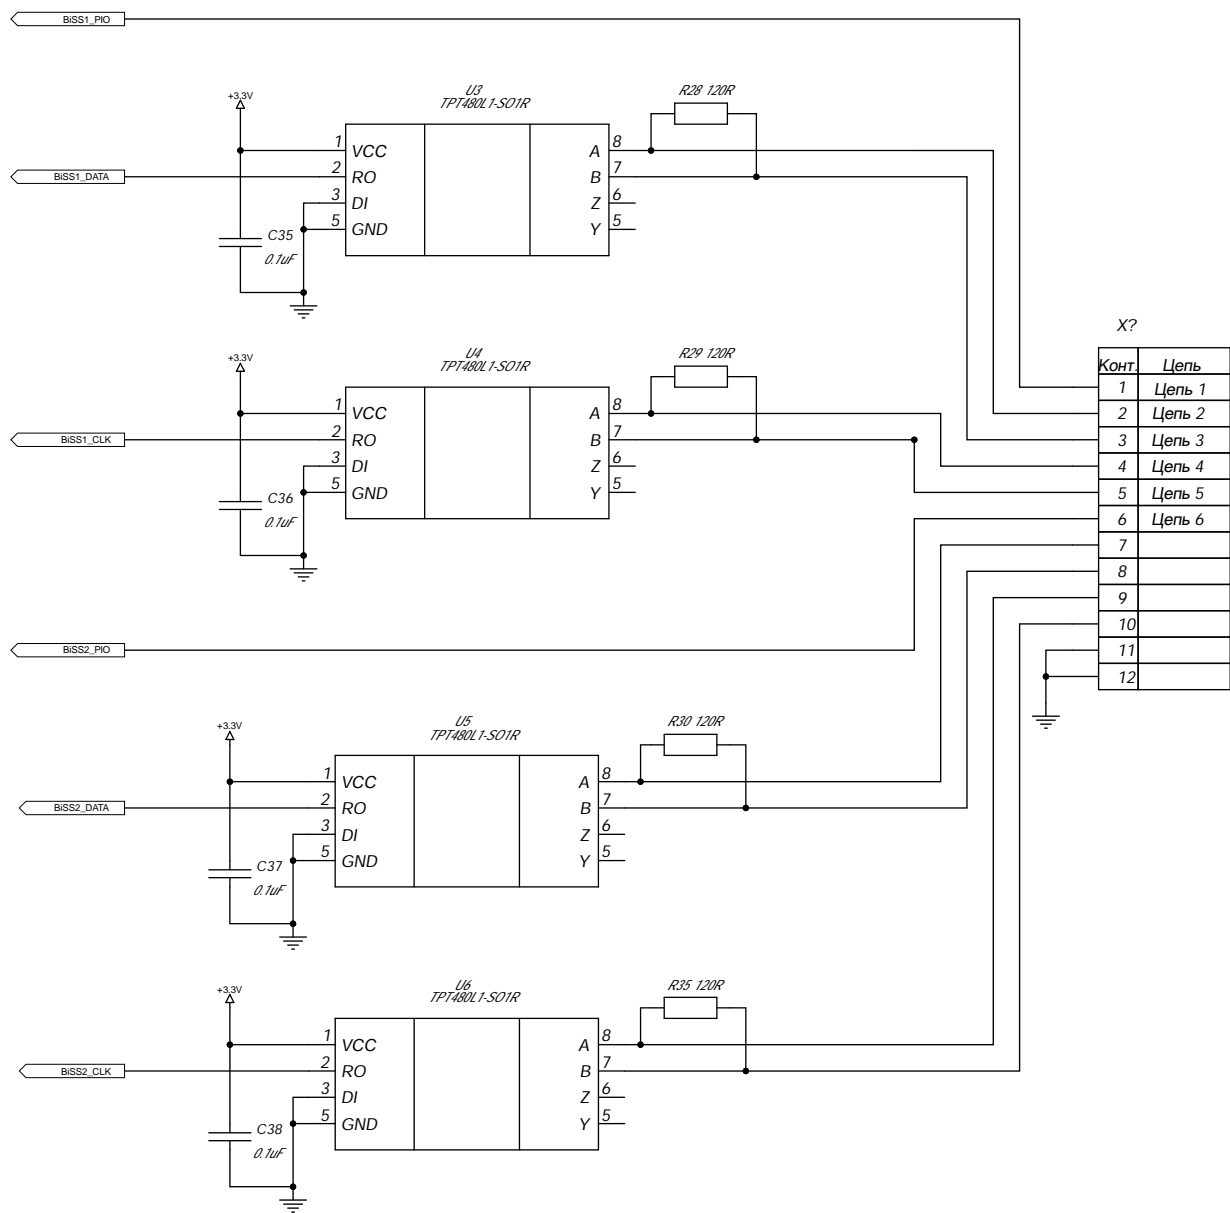 BiSS1_PIO
U3
TPT480L1-SO1R
R28 120R
+3.3V
1 VCC A 8
BiSS1_DATA
2 RO B 7
3 DI Z 6
5 GND Y 5
C35
0.1uF
X?
U4
TPT480L1-SO1R
R29 120R
+3.3V
Конт. Цепь
1 Цепь 1
2 Цепь 2
3 Цепь 3
4 Цепь 4
5 Цепь 5
6 Цепь 6
7
8
9
10
11
12
1 VCC A 8
BiSS1_CLK
2 RO B 7
3 DI Z 6
5 GND Y 5
C36
0.1uF
BiSS2_PIO
U5
TPT480L1-SO1R
R30 120R
+3.3V
1 VCC A 8
BiSS2_DATA
2 RO B 7
3 DI Z 6
5 GND Y 5
C37
0.1uF
U6
TPT480L1-SO1R
R35 120R
+3.3V
1 VCC A 8
BiSS2_CLK
2 RO B 7
3 DI Z 6
5 GND Y 5
C38
0.1uF